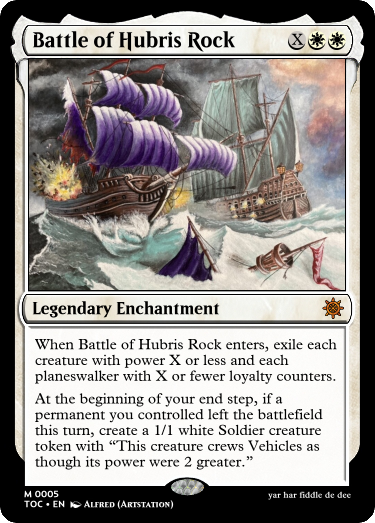 Battle of Hubris Rock X
Legendary Enchantment
When Battle of Hubris Rock enters, exile each
creature with power X or less and each
planeswalker with X or fewer loyalty counters.
At the beginning of your end step, if a
permanent you controlled left the battlefield
this turn, create a 1/1 white Soldier creature
token with “This creature crews Vehicles as
though its power were 2 greater.”
M 0005
TOC • EN Alfred (Artstation)
yar har fiddle de dee